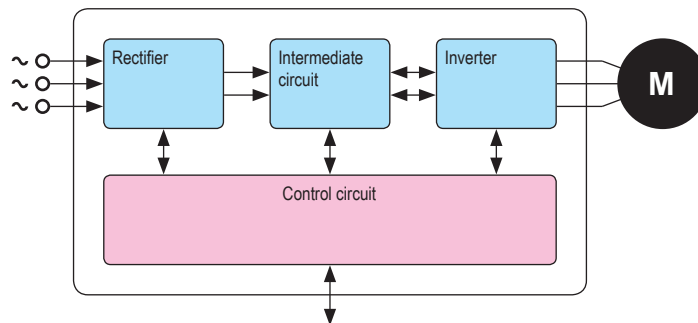 Rectifier
Intermediate
circuit
Inverter
~
~
~
M
Control circuit